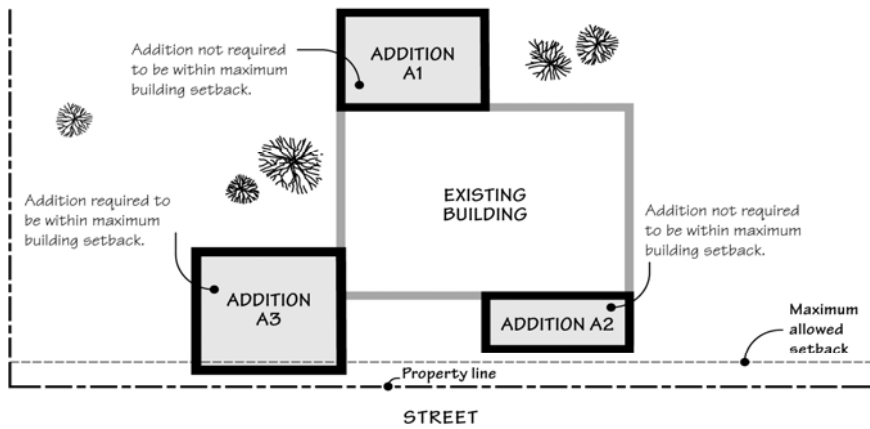 Addition not required
to be within maximum
building setback.
ADDITION
A1
EXISTING
BUILDING
Addition required to
be within maximum
building setback.
Addition not required
to be within maximum
building setback.
ADDITION
A3
ADDITION A2
Maximum
allowed
setback
Property line
STREET